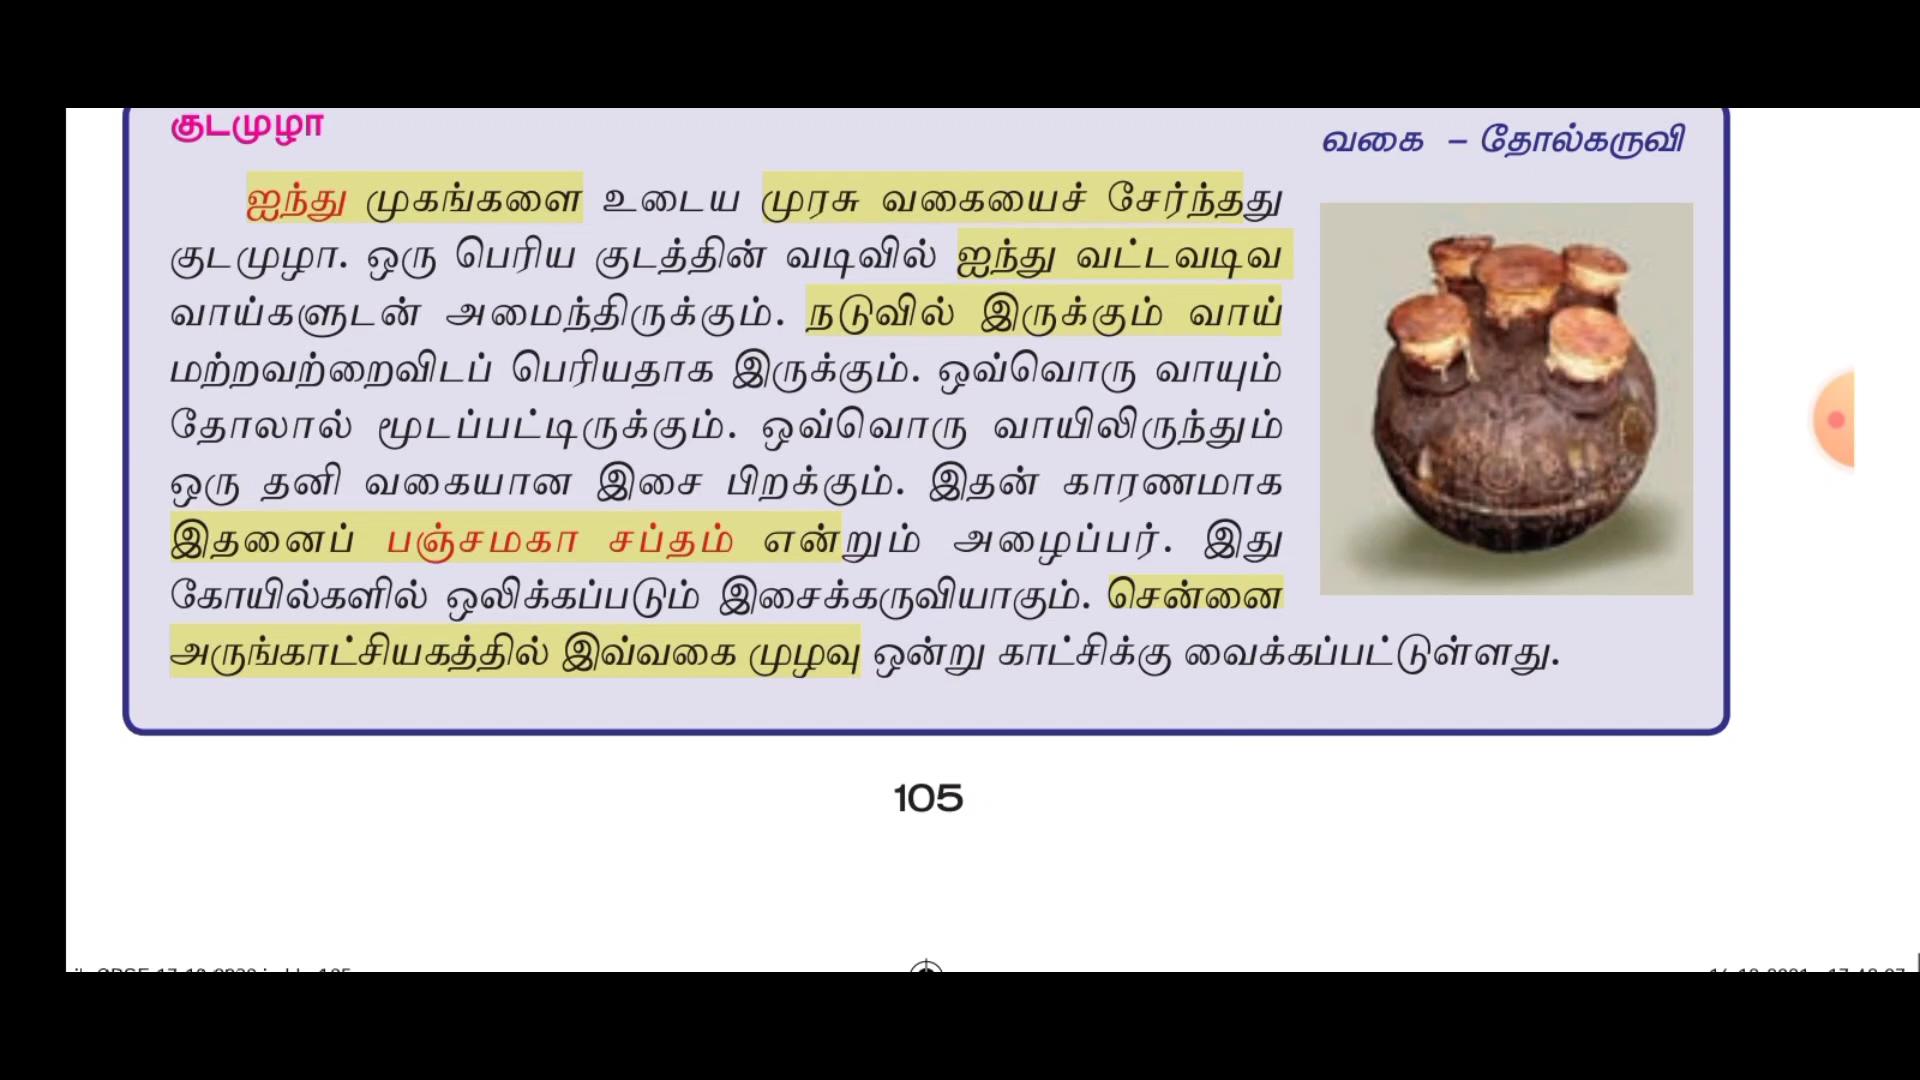 குடமுழா
வகை – தோல்கருவி
ஐந்து முகங்களை உடைய முரசு வகையைச் சேர்ந்தது
குடமுழா. ஒரு பெரிய குடத்தின் வடிவில் ஐந்து வட்டவடிவ
வாய்களுடன் அமைந்திருக்கும். நடுவில் இருக்கும் வாய்
மற்றவற்றைவிடப் பெரியதாக இருக்கும். ஒவ்வொரு வாயும்
தோலால் மூடப்பட்டிருக்கும். ஒவ்வொரு வாயிலிருந்தும்
ஒரு தனி வகையான இசை பிறக்கும். இதன் காரணமாக
இதனைப் பஞ்சமகா சப்தம் என்றும் அழைப்பர். இது
கோயில்களில் ஒலிக்கப்படும் இசைக்கருவியாகும். சென்னை
அருங்காட்சியகத்தில் இவ்வகை முழவு ஒன்று காட்சிக்கு வைக்கப்பட்டுள்ளது.
105